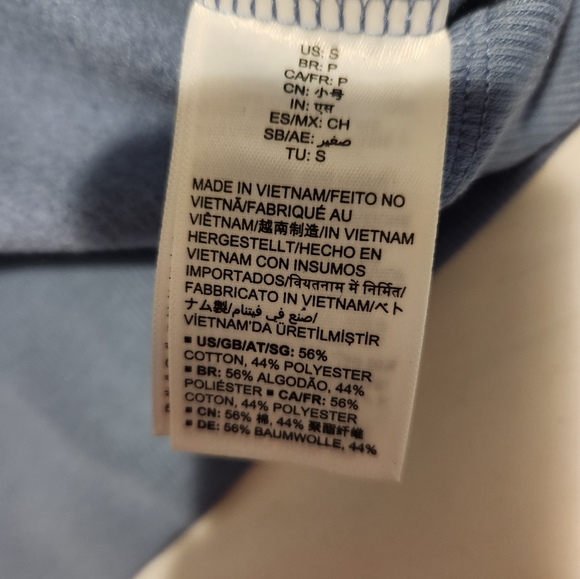 US: S
BR: P
CA/FR: P
CN: 小号
IN: एस
ES/MX: CH
SB/AE: صغير
TU: S
MADE IN VIETNAM/FEITO NO
VIETNÃ/FABRIQUÉ AU
VIÊTNAM/越南制造/IN VIETNAM
HERGESTELLT/HECHO EN
VIETNAM CON INSUMOS
IMPORTADOS/वियतनाम में निर्मित/
FABBRICATO IN VIETNAM/ベト
ナム製/صُنع في فيتنام/
VİETNAM'DA ÜRETİLMİŞTİR
■ US/GB/AT/SG: 56%
COTTON, 44% POLYESTER
■ BR: 56% ALGODÃO, 44%
POLIÉSTER ■ CA/FR: 56%
COTON, 44% POLYESTER
■ CN: 56% 棉, 44% 聚酯纤维
■ DE: 56% BAUMWOLLE, 44%